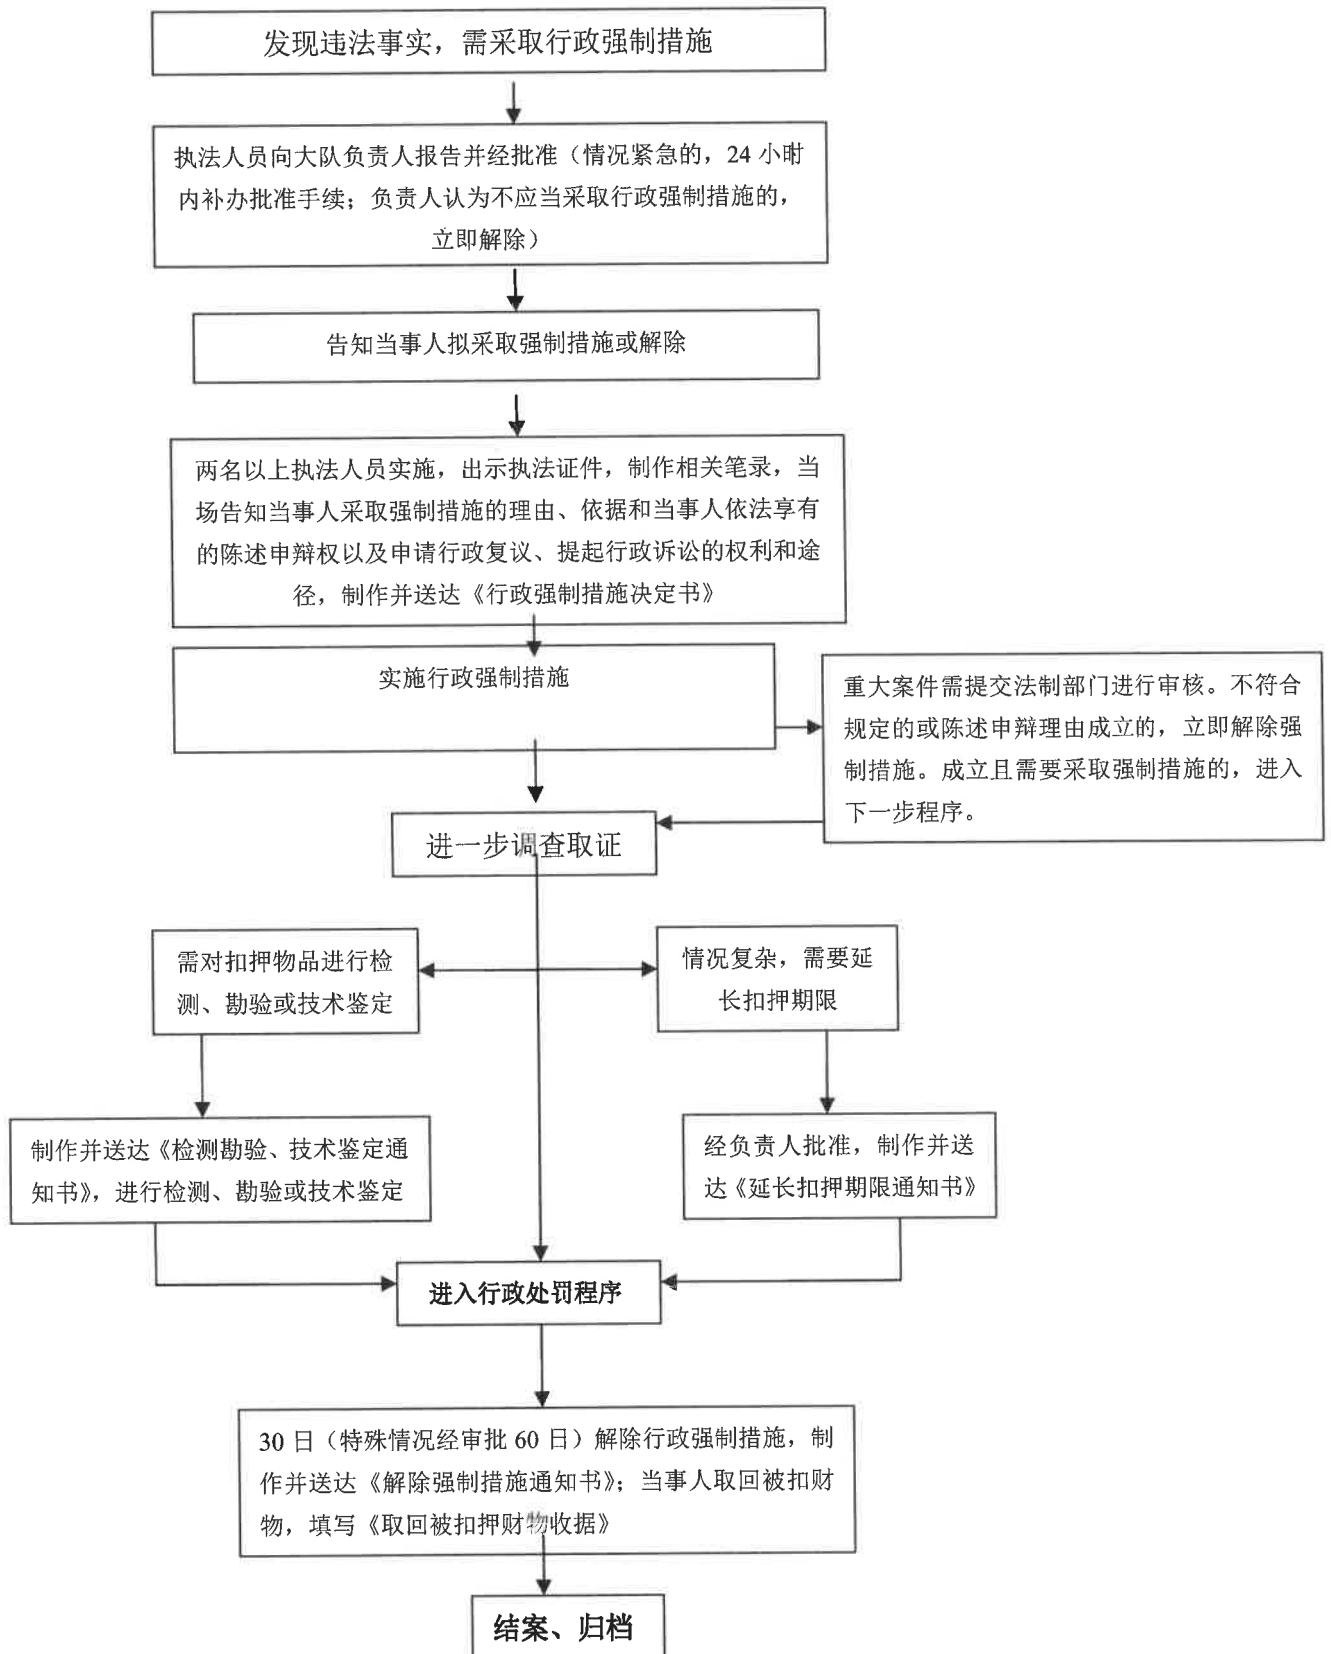 发现违法事实，需采取行政强制措施
执法人员向大队负责人报告并经批准（情况紧急的，24 小时
内补办批准手续；负责人认为不应当采取行政强制措施的，
立即解除）
告知当事人拟采取强制措施或解除
两名以上执法人员实施，出示执法证件，制作相关笔录，当
场告知当事人采取强制措施的理由、依据和当事人依法享有
的陈述申辩权以及申请行政复议、提起行政诉讼的权利和途
径，制作并送达《行政强制措施决定书》
实施行政强制措施
重大案件需提交法制部门进行审核。不符合
规定的或陈述申辩理由成立的，立即解除强
制措施。成立且需要采取强制措施的，进入
下一步程序。
进一步调查取证
需对扣押物品进行检
测、勘验或技术鉴定
情况复杂，需要延
长扣押期限
制作并送达《检测勘验、技术鉴定通
知书》，进行检测、勘验或技术鉴定
经负责人批准，制作并送
达《延长扣押期限通知书》
进入行政处罚程序
30 日（特殊情况经审批 60 日）解除行政强制措施，制
作并送达《解除强制措施通知书》；当事人取回被扣财
物，填写《取回被扣押财物收据》
结案、归档